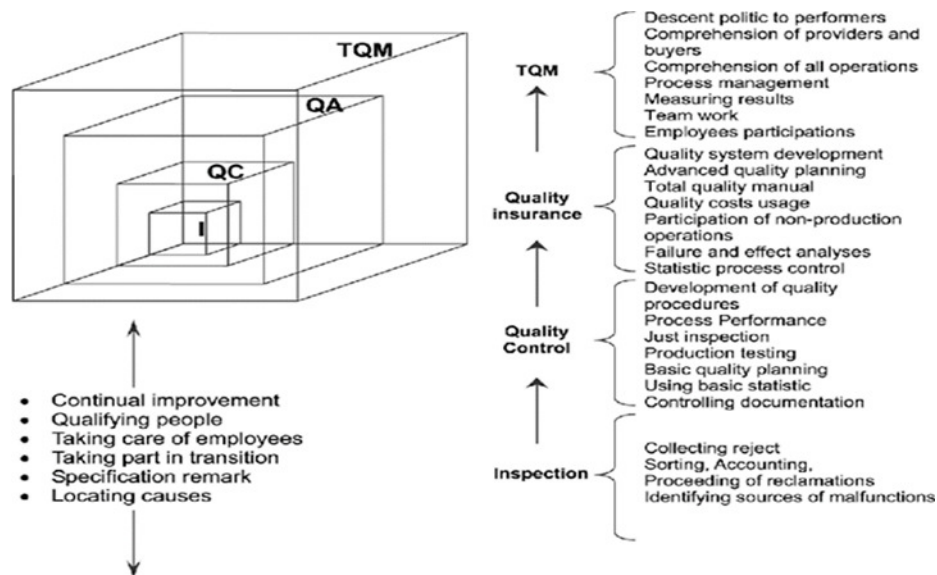 TQM
QA
QC
I
• Continual improvement
• Qualifying people
• Taking care of employees
• Taking part in transition
• Specification remark
• Locating causes
TQM
Descent politic to performers
Comprehension of providers and
buyers
Comprehension of all operations
Process management
Measuring results
Team work
Employees participations
Quality
insurance
Quality system development
Advanced quality planning
Total quality manual
Quality costs usage
Participation of non-production
operations
Failure and effect analyses
Statistic process control
Quality
Control
Development of quality
procedures
Process Performance
Just inspection
Production testing
Basic quality planning
Using basic statistic
Controlling documentation
Inspection
Collecting reject
Sorting, Accounting,
Proceeding of reclamations
Identifying sources of malfunctions